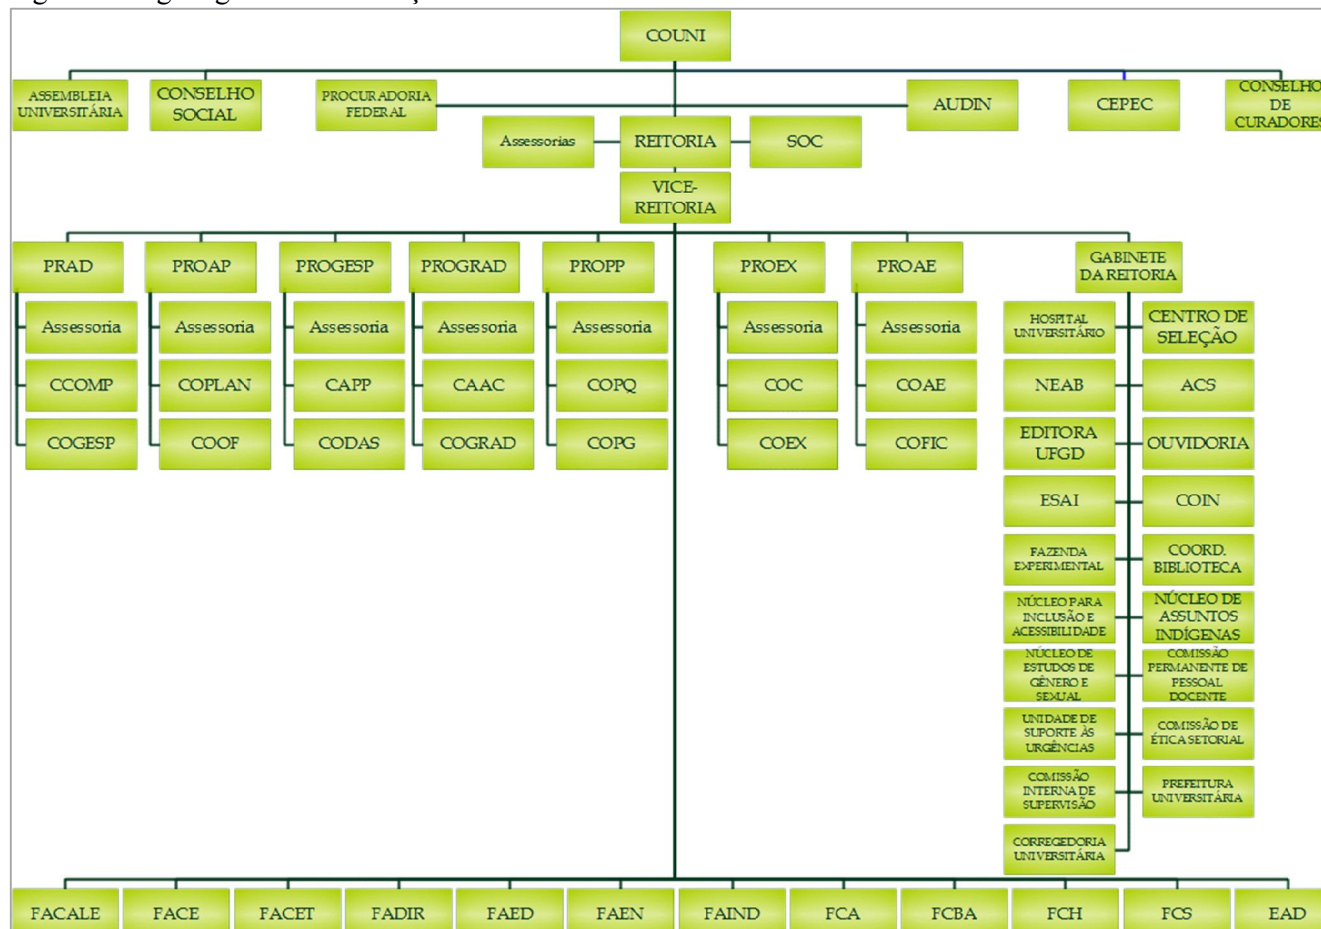 COUNI
ASSEMBLEIA
UNIVERSITÁRIA
CONSELHO
SOCIAL
PROCURADORIA
FEDERAL
AUDIN
CEPEC
CONSELHO
DE
CURADORES
Assessorias
REITORIA
SOC
VICE-
REITORIA
PRAD
PROAP
PROGESP
PROGRAD
PROPP
PROEX
PROAE
GABINETE
DA REITORIA
Assessoria
Assessoria
Assessoria
Assessoria
Assessoria
Assessoria
Assessoria
HOSPITAL
UNIVERSITÁRIO
CENTRO DE
SELEÇÃO
CCOMP
COPLAN
CAPP
CAAC
COPQ
COC
COAE
NEAB
ACS
COGESP
COOF
CODAS
COGRAD
COPG
COEX
COFIC
EDITORA
UFGD
OUVIDORIA
ESAI
COIN
FAZENDA
EXPERIMENTAL
COORD.
BIBLIOTECA
NÚCLEO PARA
INCLUSÃO E
ACESSIBILIDADE
NÚCLEO DE
ASSUNTOS
INDÍGENAS
NÚCLEO DE
ESTUDOS DE
GÊNERO E
SEXUAL
COMISSÃO
PERMANENTE DE
PESSOAL
DOCENTE
UNIDADE DE
SUPORTE ÀS
URGÊNCIAS
COMISSÃO DE
ÉTICA SETORIAL
COMISSÃO
INTERNA DE
SUPERVISÃO
PREFEITURA
UNIVERSITÁRIA
CORREGEDORIA
UNIVERSITÁRIA
FACALE
FACE
FACET
FADIR
FAED
FAEN
FAIND
FCA
FCBA
FCH
FCS
EAD